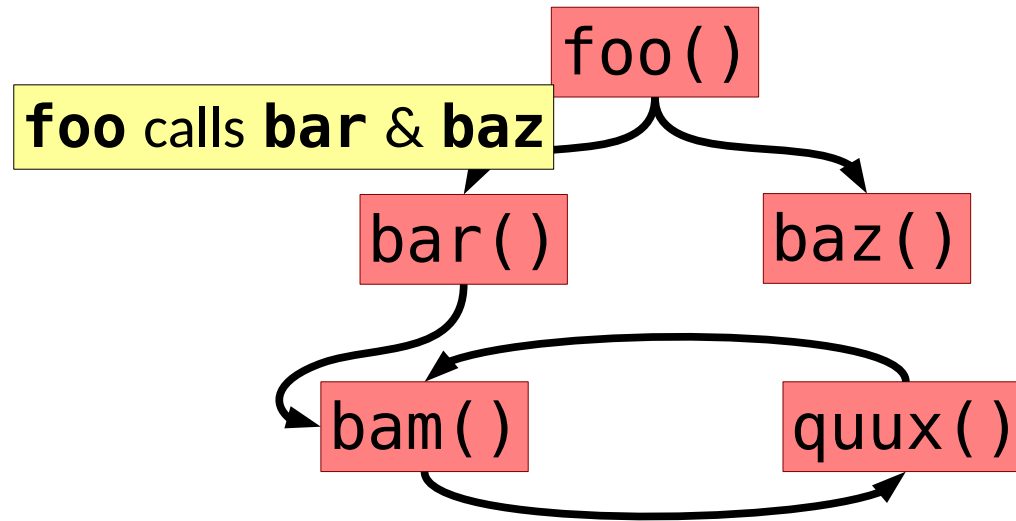 foo()
foo calls bar & baz
bar()
baz()
bam()
quux()